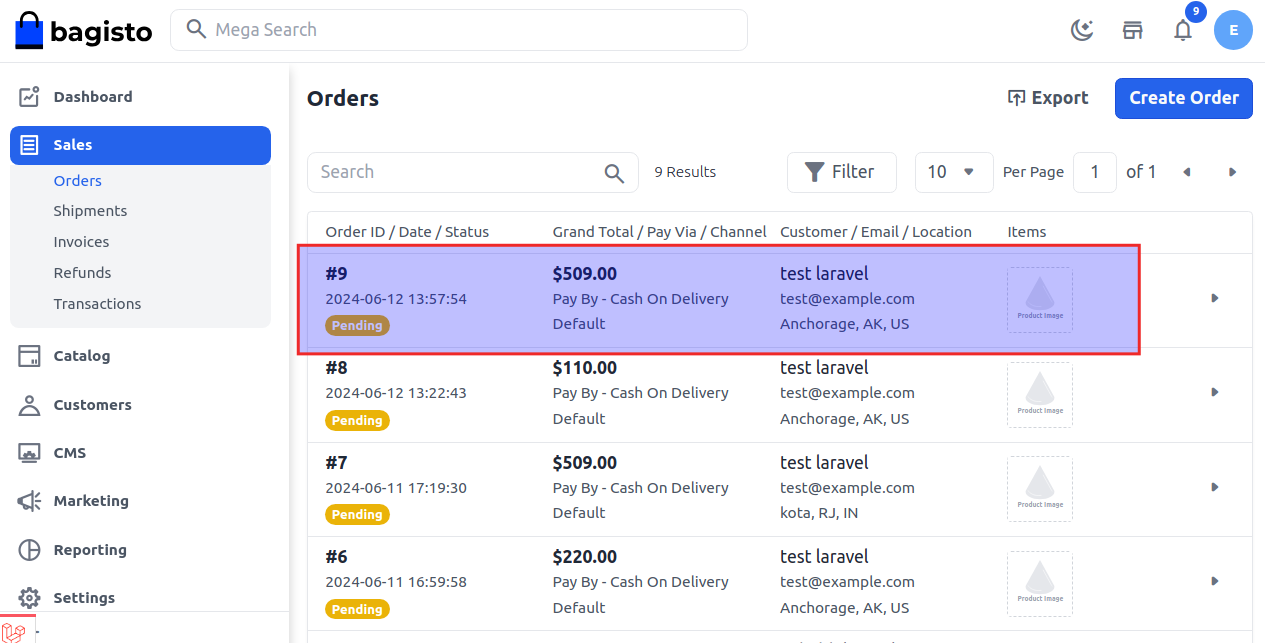 bagisto
Mega Search
9
E
Dashboard
Sales
Orders
Shipments
Invoices
Refunds
Transactions
Catalog
Customers
CMS
Marketing
Reporting
Settings
Orders
Export
Create Order
Search
9 Results
Filter
10
Per Page
1
of 1
Order ID / Date / Status
Grand Total / Pay Via / Channel
Customer / Email / Location
Items
#9
2024-06-12 13:57:54
Pending
$509.00
Pay By - Cash On Delivery
Default
test laravel
test@example.com
Anchorage, AK, US
Product Image
#8
2024-06-12 13:22:43
Pending
$110.00
Pay By - Cash On Delivery
Default
test laravel
test@example.com
Anchorage, AK, US
Product Image
#7
2024-06-11 17:19:30
Pending
$509.00
Pay By - Cash On Delivery
Default
test laravel
test@example.com
kota, RJ, IN
Product Image
#6
2024-06-11 16:59:58
Pending
$220.00
Pay By - Cash On Delivery
Default
test laravel
test@example.com
Anchorage, AK, US
Product Image